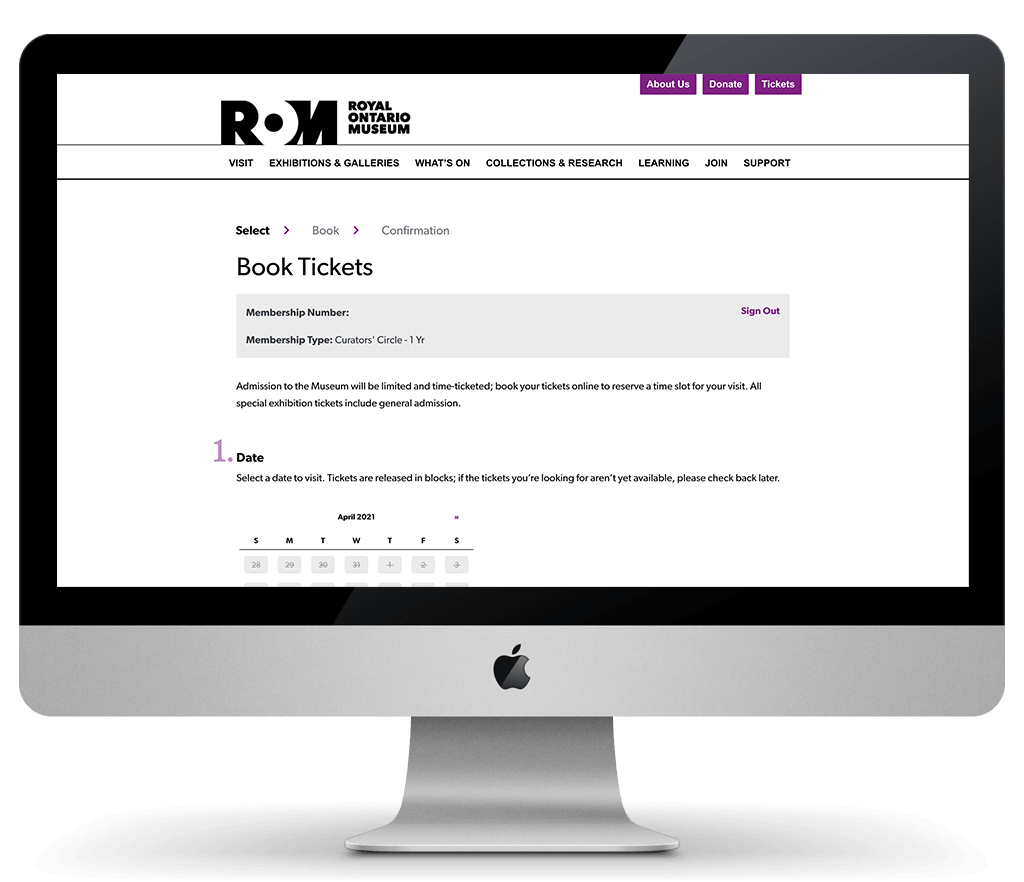 About Us Donate Tickets
ROM
ROYAL
ONTARIO
MUSEUM
VISIT EXHIBITIONS & GALLERIES WHAT'S ON COLLECTIONS & RESEARCH LEARNING JOIN SUPPORT
Select > Book > Confirmation
Book Tickets
Membership Number: Sign Out
Membership Type: Curators' Circle - 1 Yr
Admission to the Museum will be limited and time-ticketed; book your tickets online to reserve a time slot for your visit. All
special exhibition tickets include general admission.
1. Date
Select a date to visit. Tickets are released in blocks; if the tickets you're looking for aren't yet available, please check back later.
April 2021 »
S M T W T F S
28 29 30 31 1 2 3